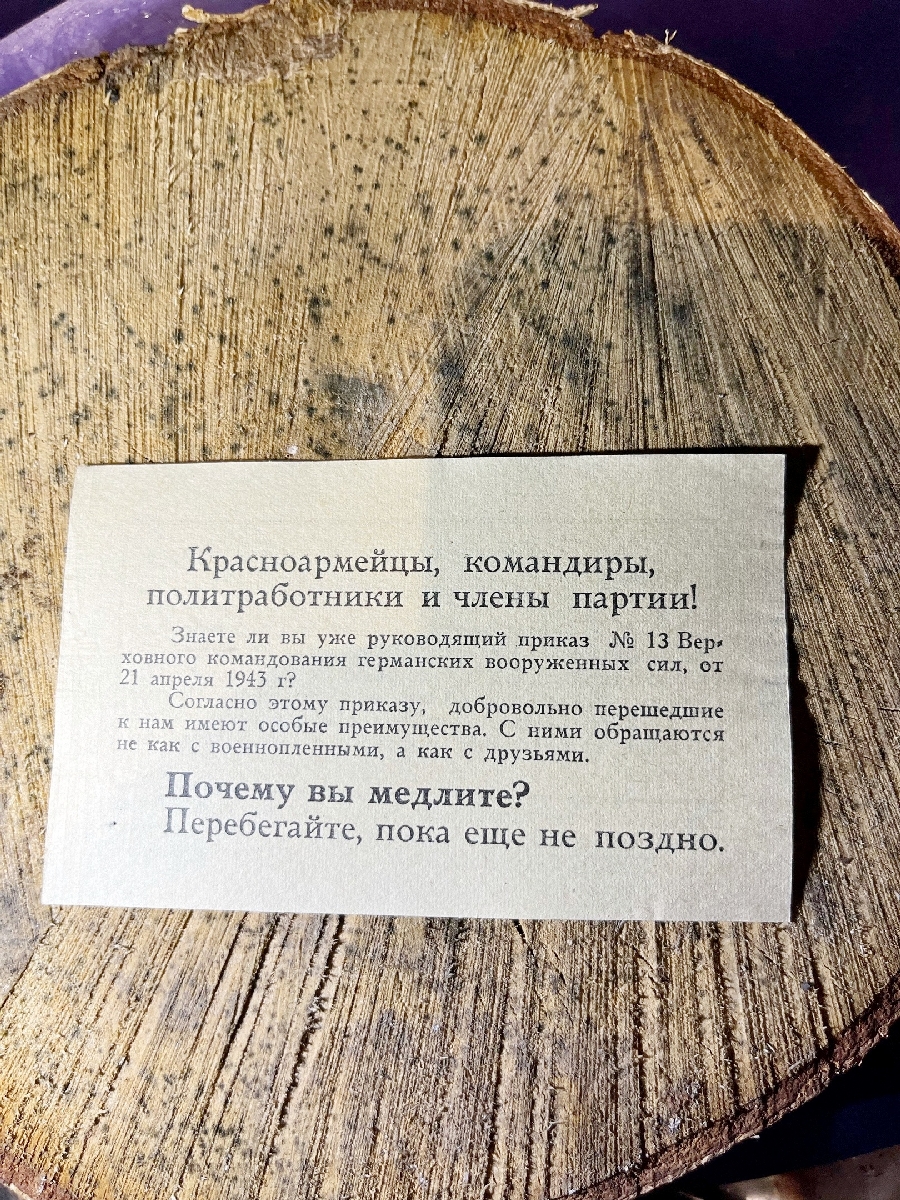 Красноармейцы, командиры,
политработники и члены партии!
Знаете ли вы уже руководящий приказ № 13 Вер-
ховного командования германских вооруженных сил, от
21 апреля 1943 г?
Согласно этому приказу, добровольно перешедшие
к нам имеют особые преимущества. С ними обращаются
не как с военнопленными, а как с друзьями.
Почему вы медлите?
Перебегайте, пока еще не поздно.